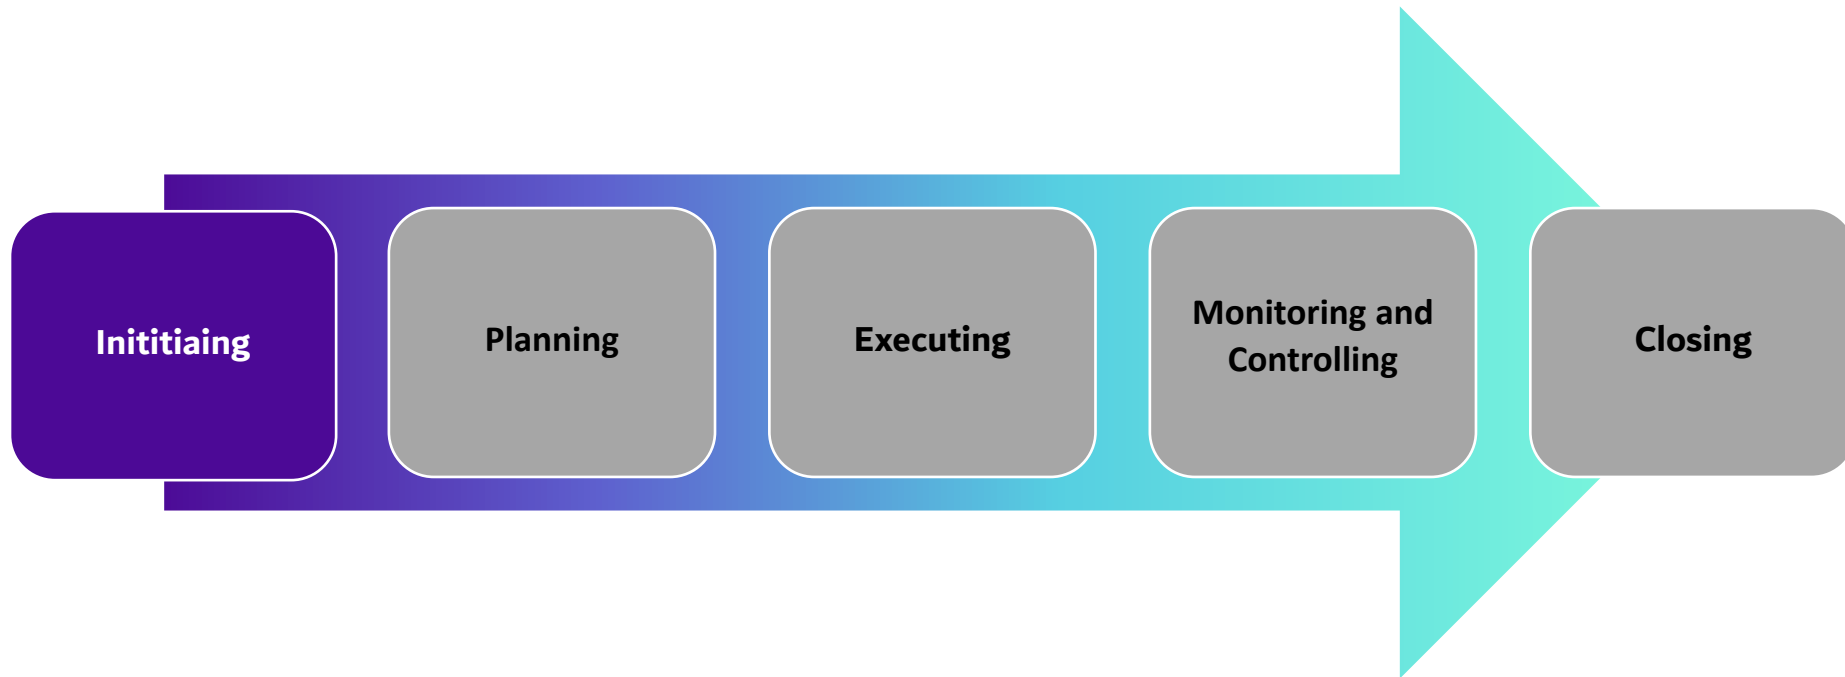 Inititiaing
Planning
Executing
Monitoring and
Controlling
Closing